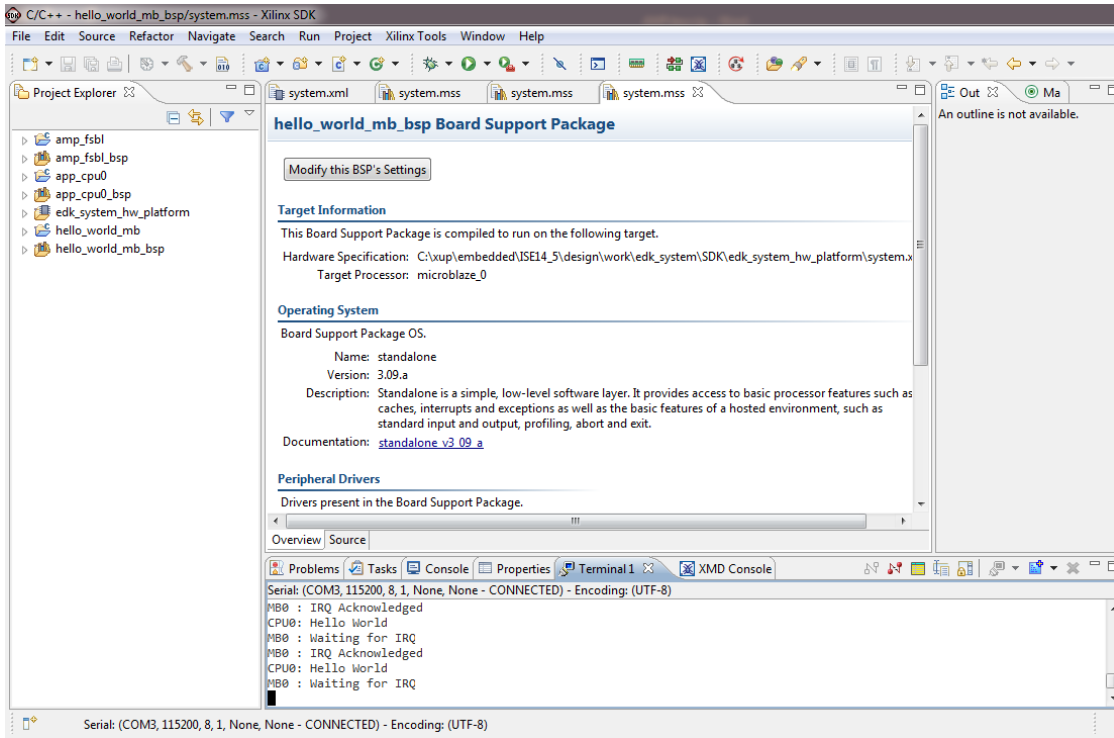 C/C++ - hello_world_mb_bsp/system.mss - Xilinx SDK
File Edit Source Refactor Navigate Search Run Project Xilinx Tools Window Help
Project Explorer
system.xml system.mss system.mss system.mss
Out Ma
An outline is not available.
amp_fsbl
amp_fsbl_bsp
app_cpu0
app_cpu0_bsp
edk_system_hw_platform
hello_world_mb
hello_world_mb_bsp
hello_world_mb_bsp Board Support Package
Modify this BSP's Settings
Target Information
This Board Support Package is compiled to run on the following target.
Hardware Specification: C:\xup\embedded\ISE14_5\design\work\edk_system\SDK\edk_system_hw_platform\system.x
Target Processor: microblaze_0
Operating System
Board Support Package OS.
Name: standalone
Version: 3.09.a
Description: Standalone is a simple, low-level software layer. It provides access to basic processor features such as
caches, interrupts and exceptions as well as the basic features of a hosted environment, such as
standard input and output, profiling, abort and exit.
Documentation: standalone_v3_09_a
Peripheral Drivers
Drivers present in the Board Support Package.
Overview Source
Problems Tasks Console Properties Terminal 1 XMD Console
Serial: (COM3, 115200, 8, 1, None, None - CONNECTED) - Encoding: (UTF-8)
MB0 : IRQ Acknowledged
CPU0: Hello World
MB0 : Waiting for IRQ
MB0 : IRQ Acknowledged
CPU0: Hello World
MB0 : Waiting for IRQ
Serial: (COM3, 115200, 8, 1, None, None - CONNECTED) - Encoding: (UTF-8)